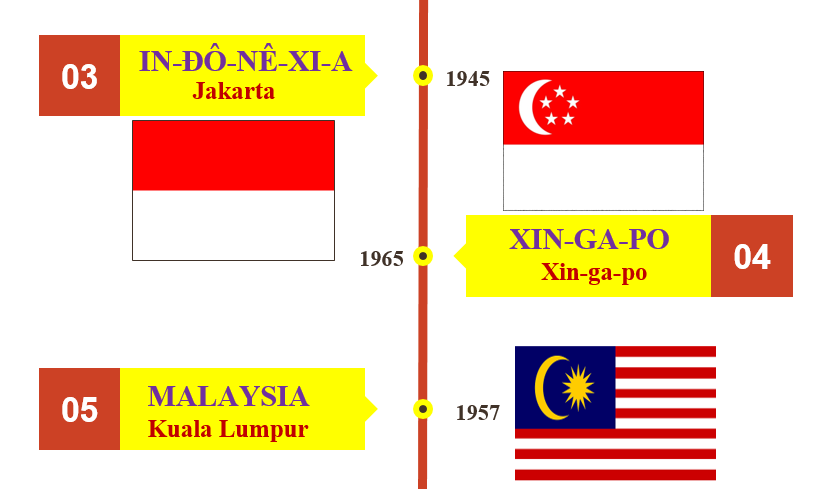 03
IN-ĐÔ-NÊ-XI-A
Jakarta
1945
1965
XIN-GA-PO
Xin-ga-po
04
05
MALAYSIA
Kuala Lumpur
1957